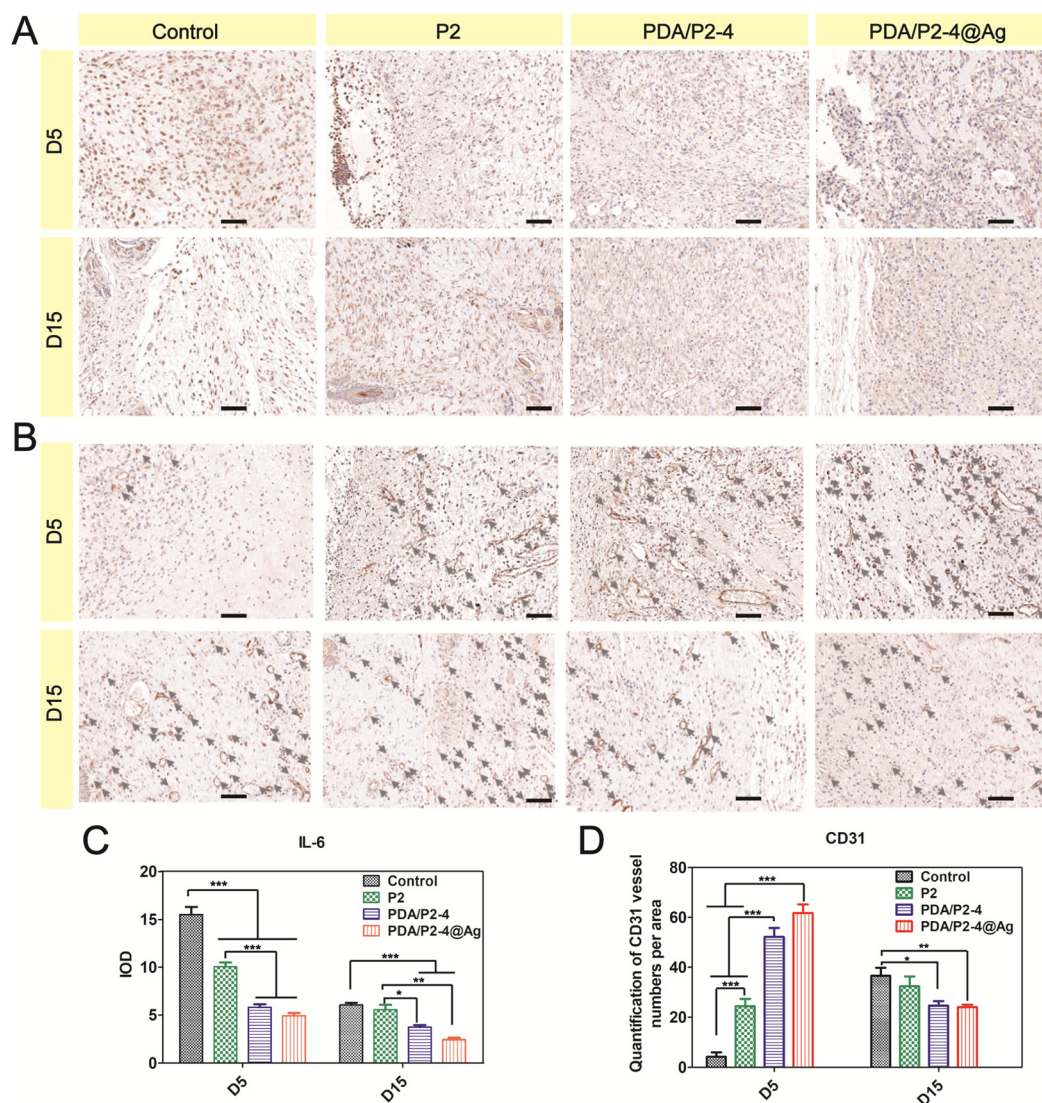 A
Control
P2
PDA/P2-4
PDA/P2-4@Ag
D5
D15
B
D5
D15
C
IL-6
IOD
20
15
10
5
0
***
***
***
**
*
Control
P2
PDA/P2-4
PDA/P2-4@Ag
D5
D15
D
CD31
Quantification of CD31 vessel
numbers per area
80
60
40
20
0
***
***
***
**
*
Control
P2
PDA/P2-4
PDA/P2-4@Ag
D5
D15